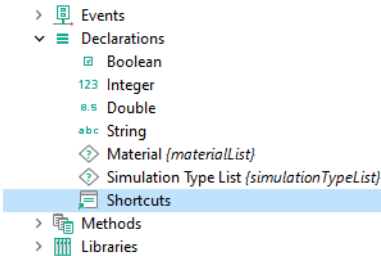 Events
Declarations
Boolean
123 Integer
8.5 Double
abc String
? Material {materialList}
? Simulation Type List {simulationTypeList}
Shortcuts
Methods
Libraries